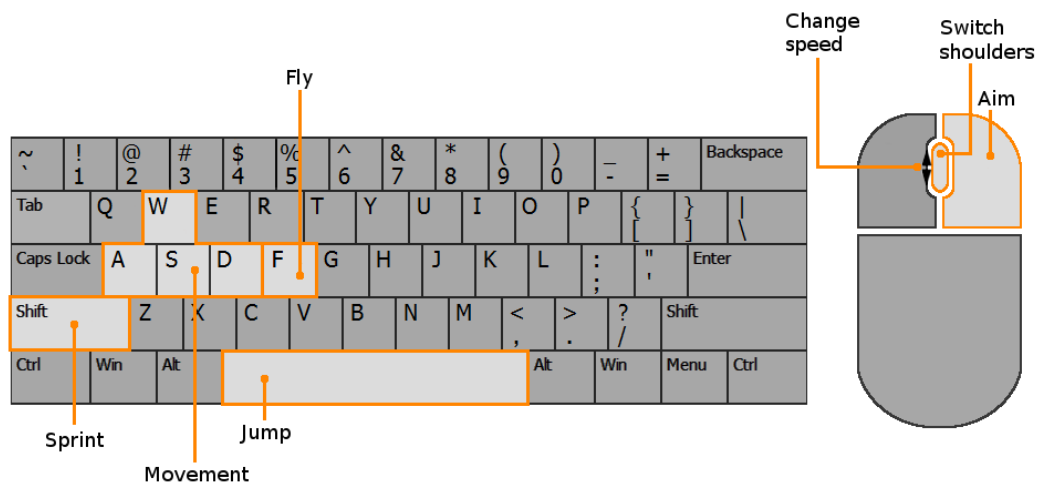 Change
speed
Switch
shoulders
Aim
Fly
~ ! @ # $ % ^ & * ( ) _ + Backspace
` 1 2 3 4 5 6 7 8 9 0 - =
Tab Q W E R T Y U I O P { } |
[ ] \
Caps Lock A S D F G H J K L : " Enter
; '
Shift Z X C V B N M < > ? Shift
, . /
Ctrl Win Alt Alt Win Menu Ctrl
Sprint
Jump
Movement